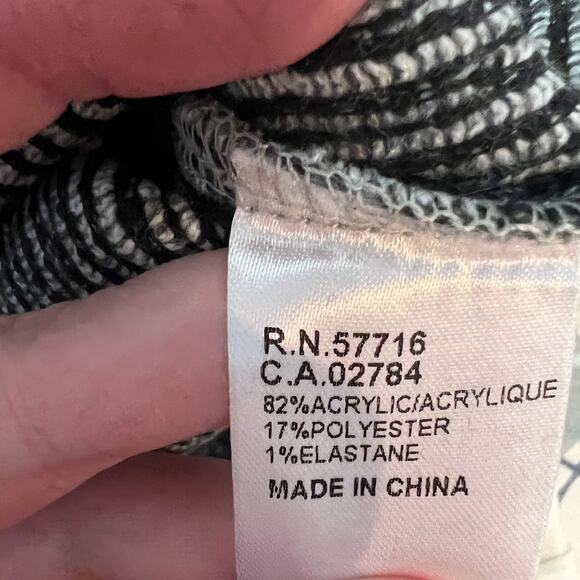 R.N.57716
C.A.02784
82%ACRYLIC/ACRYLIQUE
17%POLYESTER
1%ELASTANE
MADE IN CHINA